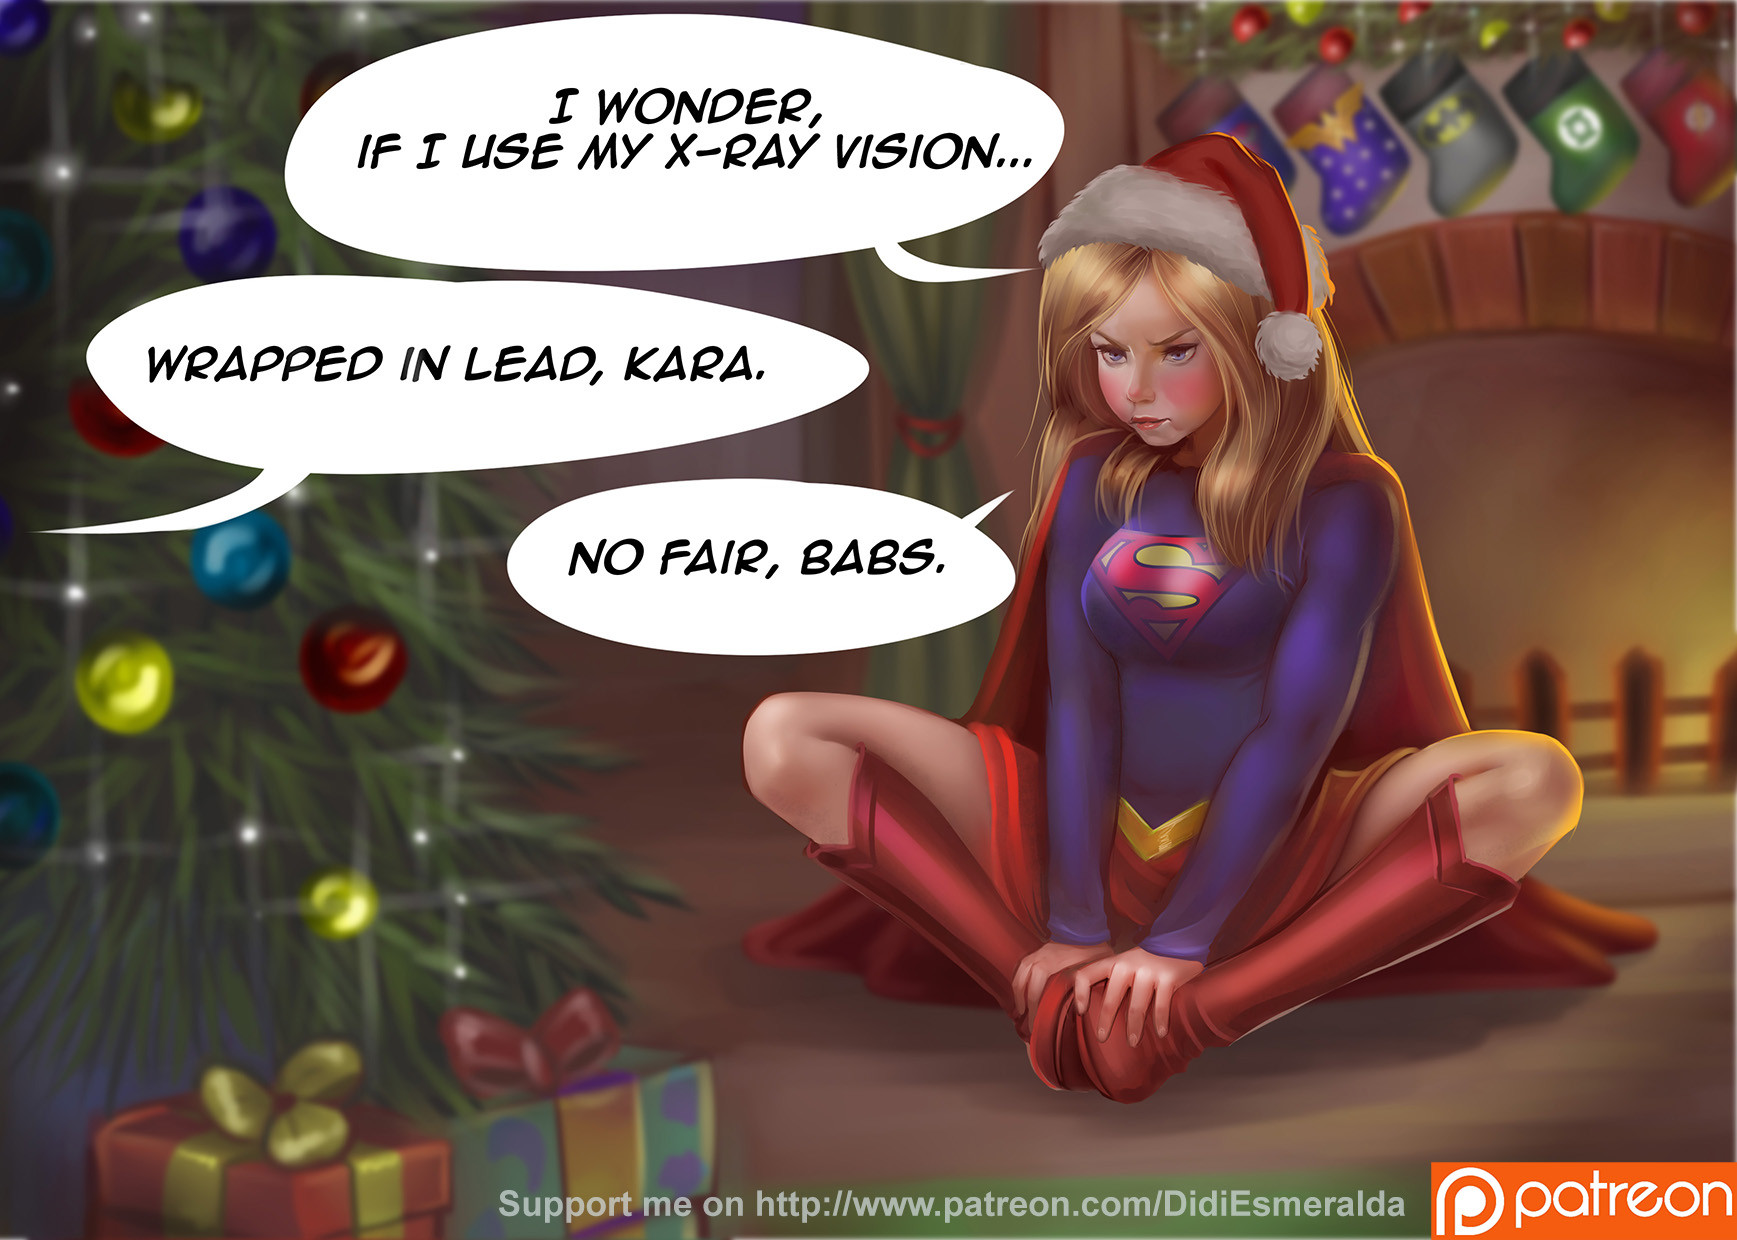 I WONDER,
IF I USE MY X-RAY VISION...
WRAPPED IN LEAD, KARA.
NO FAIR, BABS.
Support me on http://www.patreon.com/DidiEsmeralda
patreon